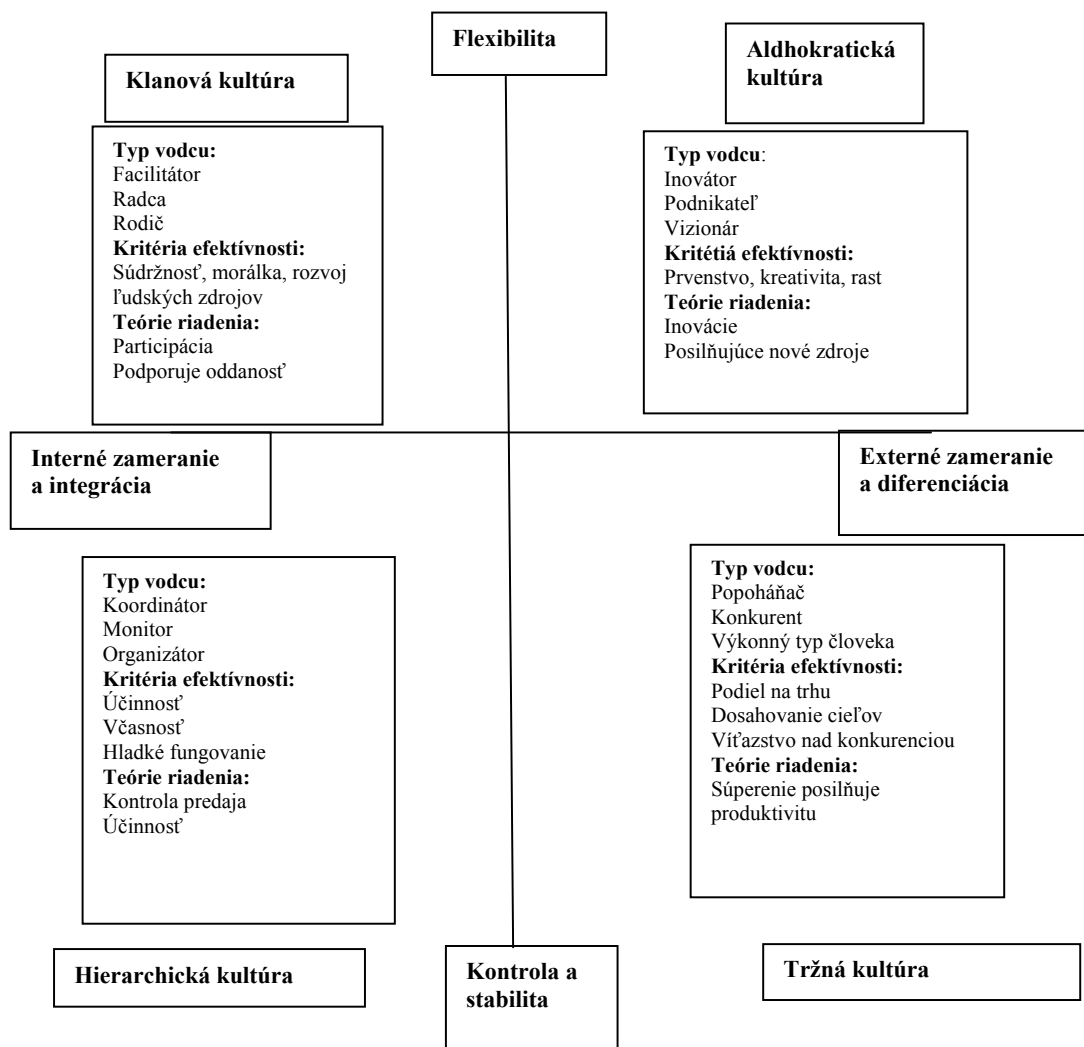 Flexibilita
Klanová kultúra
Aldhokratická
kultúra
Typ vodcu:
Facilitátor
Radca
Rodič
Kritéria efektívnosti:
Súdržnosť, morálka, rozvoj
ľudských zdrojov
Teórie riadenia:
Participácia
Podporuje oddanosť
Typ vodcu:
Inovátor
Podnikateľ
Vizionár
Kritétiá efektívnosti:
Prvenstvo, kreativita, rast
Teórie riadenia:
Inovácie
Posilňujúce nové zdroje
Interné zameranie
a integrácia
Externé zameranie
a diferenciácia
Typ vodcu:
Koordinátor
Monitor
Organizátor
Kritéria efektívnosti:
Účinnosť
Včasnosť
Hladké fungovanie
Teórie riadenia:
Kontrola predaja
Účinnosť
Typ vodcu:
Popoháňač
Konkurent
Výkonný typ človeka
Kritéria efektívnosti:
Podiel na trhu
Dosahovanie cieľov
Víťazstvo nad konkurenciou
Teórie riadenia:
Súperenie posilňuje
produktivitu
Hierarchická kultúra
Kontrola a
stabilita
Tržná kultúra